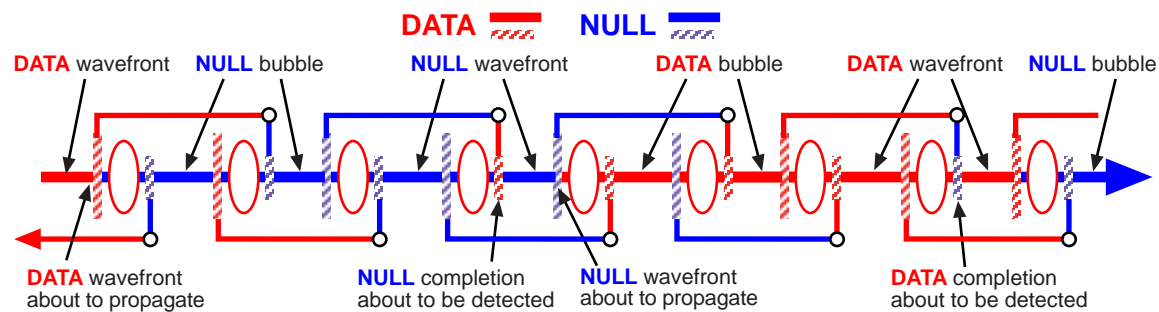 DATA NULL
DATA wavefront NULL bubble NULL wavefront DATA bubble DATA wavefront NULL bubble
DATA wavefront
about to propagate
NULL completion
about to be detected
NULL wavefront
about to propagate
DATA completion
about to be detected